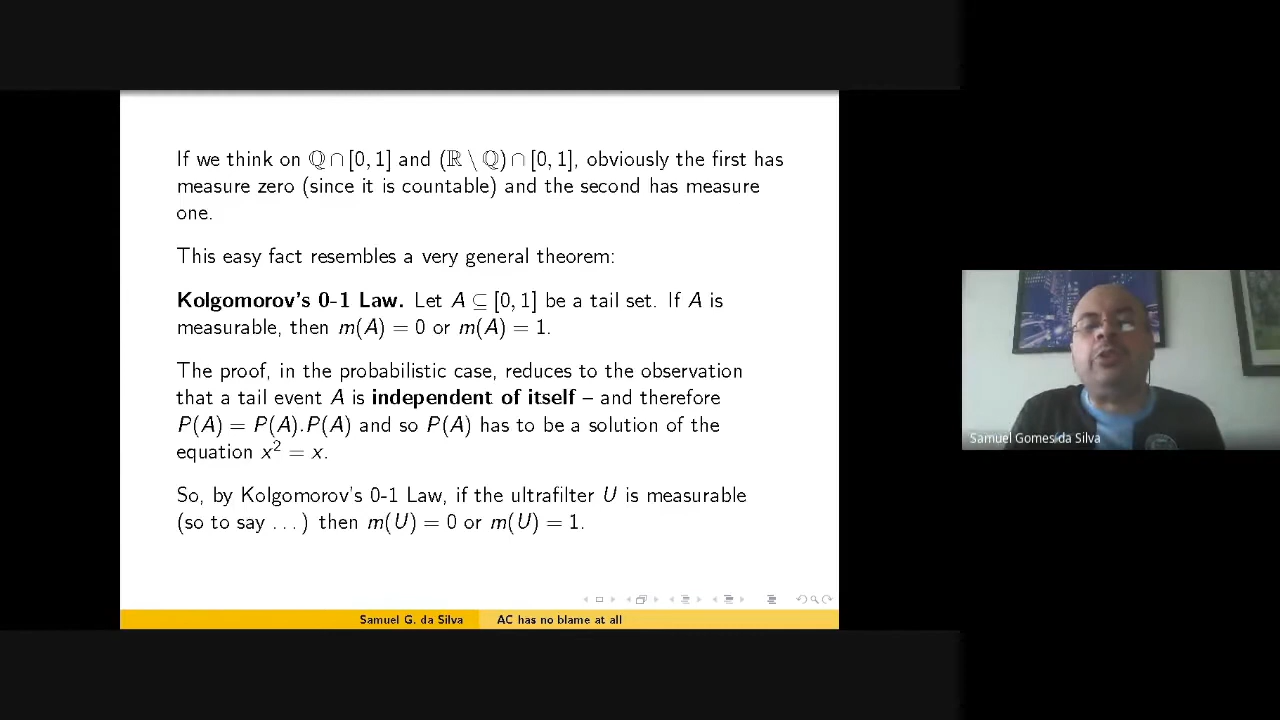 If we think on ℚ ∩ [0, 1] and (ℝ \ ℚ) ∩ [0, 1], obviously the first has
measure zero (since it is countable) and the second has measure
one.
This easy fact resembles a very general theorem:
Kolgomorov's 0-1 Law. Let A ⊆ [0, 1] be a tail set. If A is
measurable, then m(A) = 0 or m(A) = 1.
The proof, in the probabilistic case, reduces to the observation
that a tail event A is independent of itself – and therefore
P(A) = P(A).P(A) and so P(A) has to be a solution of the
equation x² = x.
So, by Kolgomorov's 0-1 Law, if the ultrafilter U is measurable
(so to say . . . ) then m(U) = 0 or m(U) = 1.
Samuel G. da Silva AC has no blame at all
Samuel Gomes da Silva